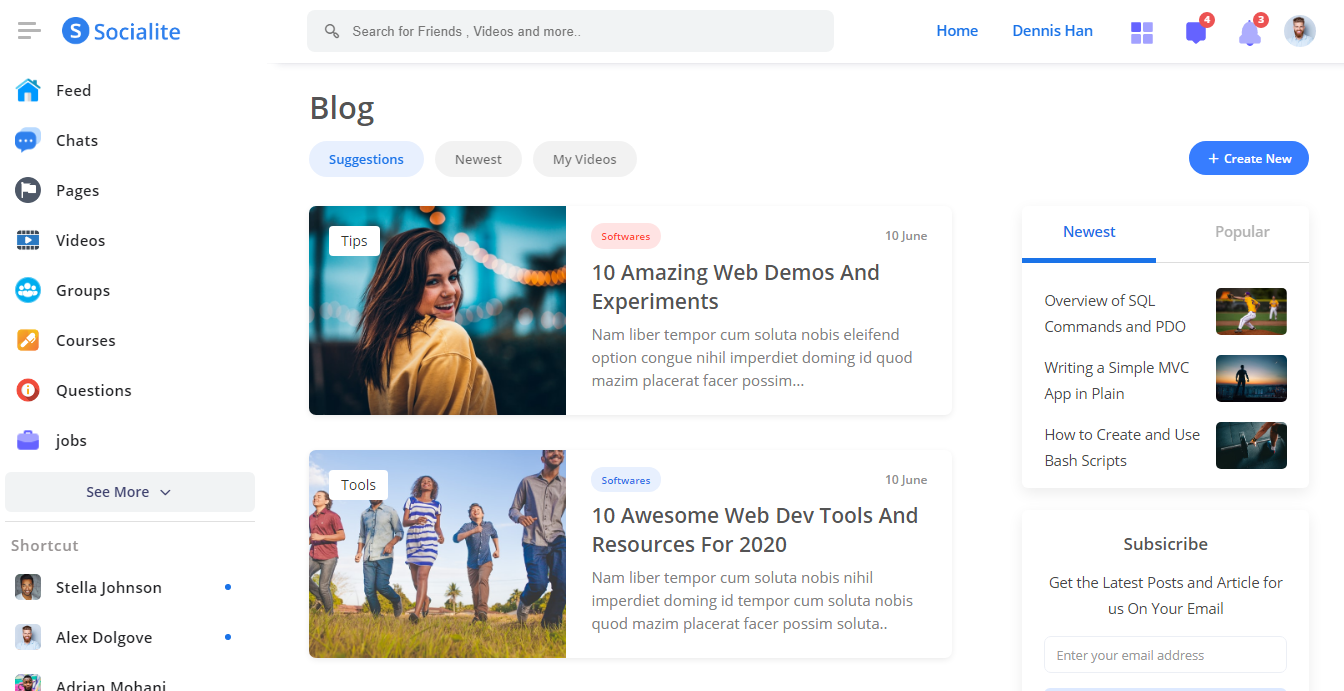 Socialite
Search for Friends , Videos and more..
Home
Dennis Han
4
3
Feed
Chats
Pages
Videos
Groups
Courses
Questions
jobs
See More
Shortcut
Stella Johnson
Alex Dolgove
Adrian Mohani
Blog
Suggestions
Newest
My Videos
+ Create New
Tips
Softwares
10 June
10 Amazing Web Demos And
Experiments
Nam liber tempor cum soluta nobis eleifend
option congue nihil imperdiet doming id quod
mazim placerat facer possim...
Tools
Softwares
10 June
10 Awesome Web Dev Tools And
Resources For 2020
Nam liber tempor cum soluta nobis nihil
imperdiet doming id tempor cum soluta nobis
quod mazim placerat facer possim soluta..
Newest
Popular
Overview of SQL
Commands and PDO
Writing a Simple MVC
App in Plain
How to Create and Use
Bash Scripts
Subsicribe
Get the Latest Posts and Article for
us On Your Email
Enter your email address